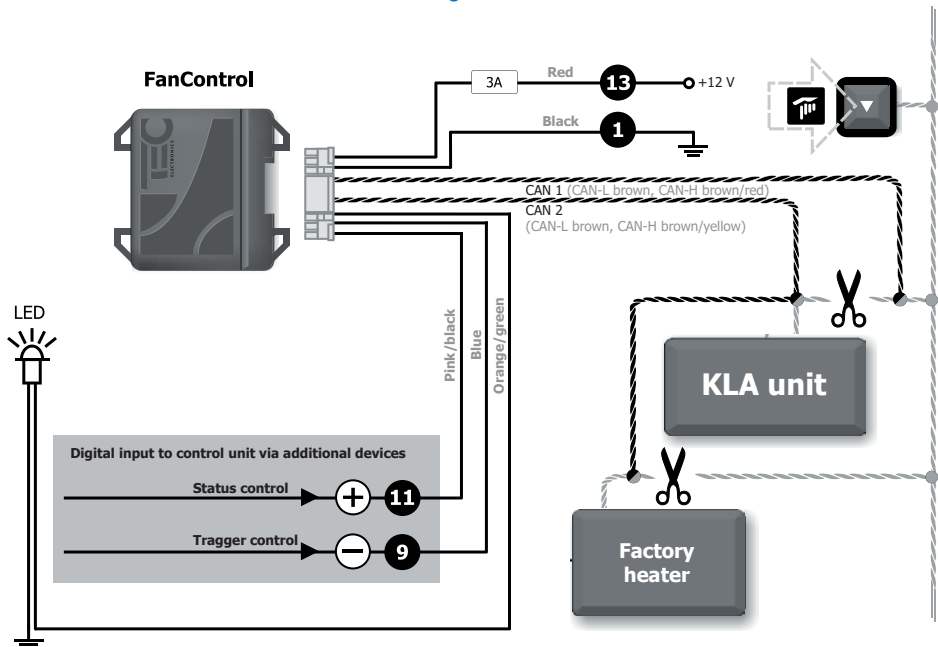 FanControl
TEC
ELECTRONICS
3A
Red
13
+12 V
Black
1
CAN 1 (CAN-L brown, CAN-H brown/red)
CAN 2
(CAN-L brown, CAN-H brown/yellow)
LED
Pink/black
Blue
Orange/green
KLA unit
Digital input to control unit via additional devices
Status control
+
11
Tragger control
−
9
Factory
heater